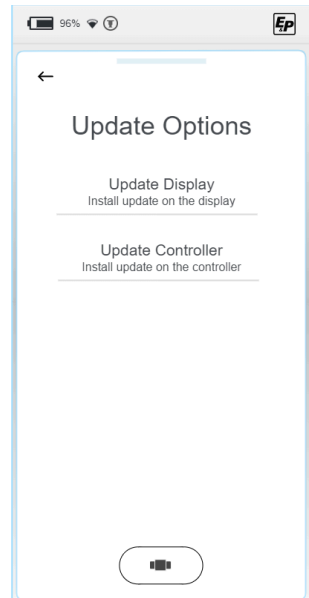 96%
EP
Update Options
Update Display
Install update on the display
Update Controller
Install update on the controller